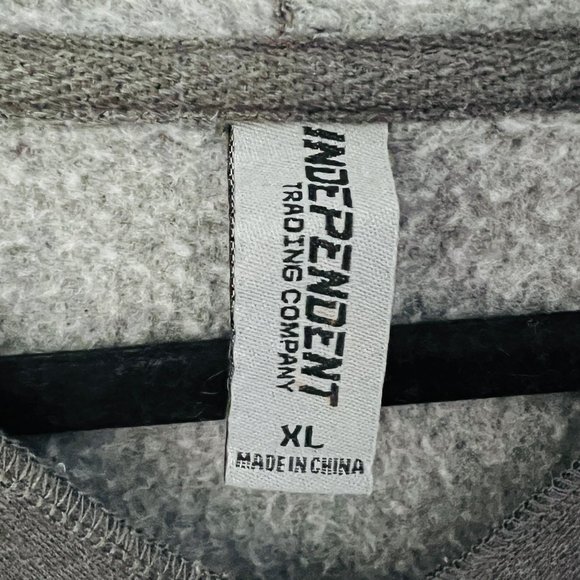 INDEPENDENT
TRADING COMPANY
XL
MADE IN CHINA